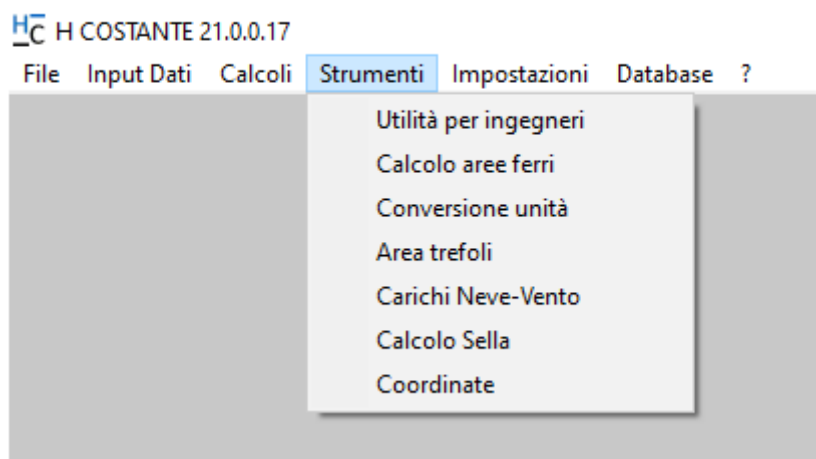 HC H COSTANTE 21.0.0.17
File Input Dati Calcoli Strumenti Impostazioni Database ?
Utilità per ingegneri
Calcolo aree ferri
Conversione unità
Area trefoli
Carichi Neve-Vento
Calcolo Sella
Coordinate